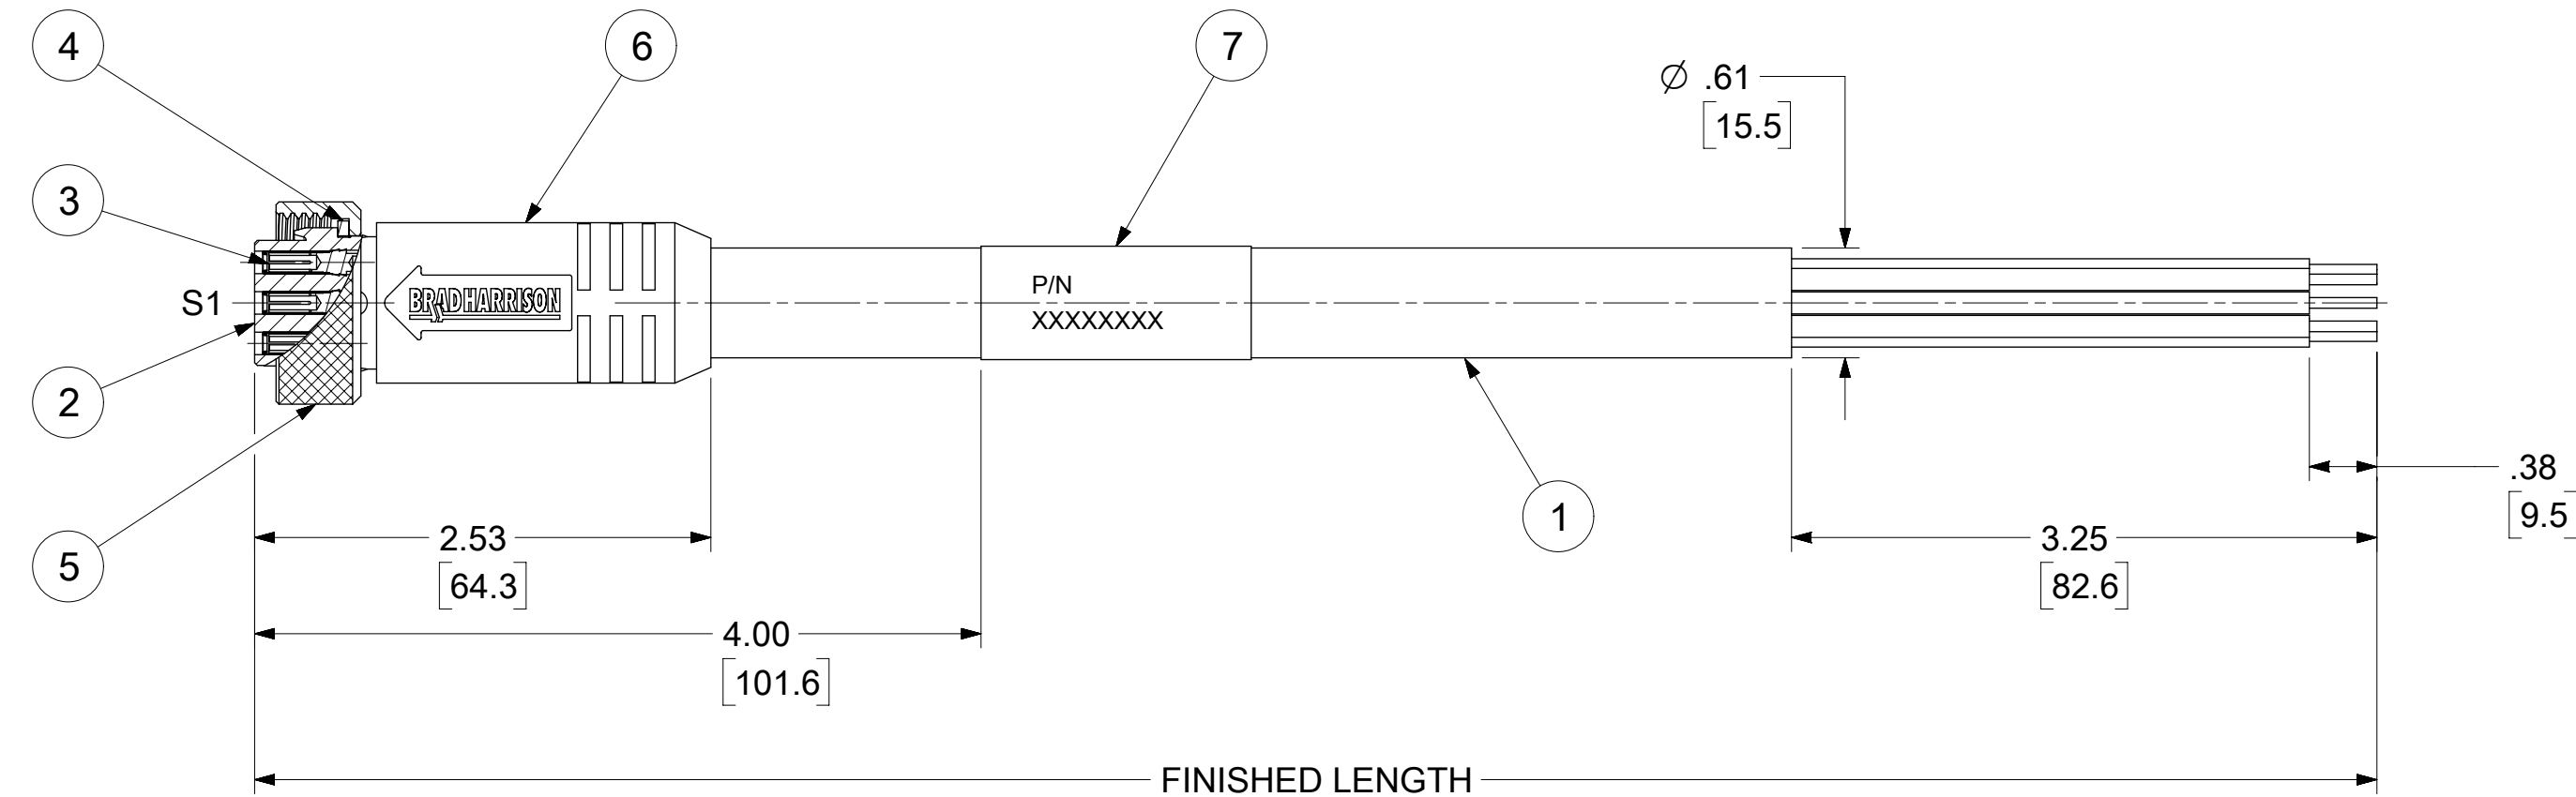 4
6
7
Ø .61
[15.5]
3
S1
BRADHARRISON
P/N
XXXXXXXX
2
.38
[9.5
1
2.53
[64.3]
3.25
[82.6]
5
4.00
[101.6]
FINISHED LENGTH